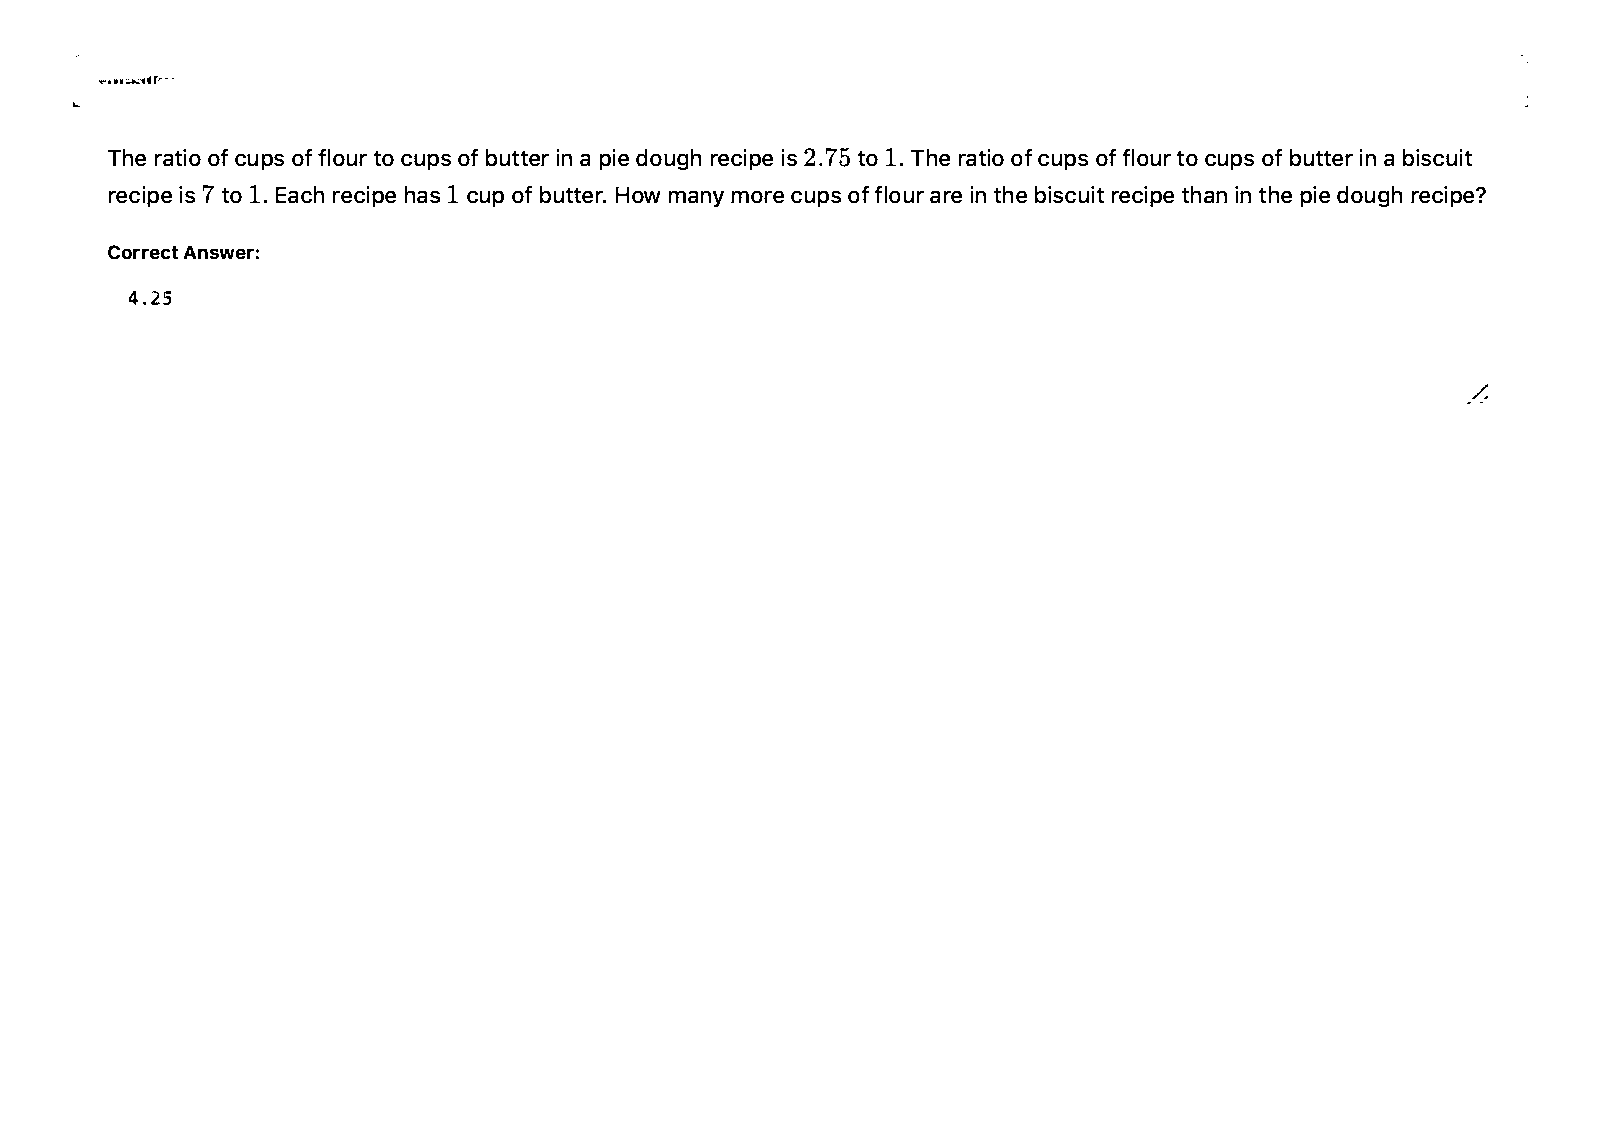 The ratio of cups of flour to cups of butter in a pie dough recipe is 2.75 to 1. The ratio of cups of flour to cups of butter in a biscuit
recipe is 7 to 1. Each recipe has 1 cup of butter. How many more cups of flour are in the biscuit recipe than in the pie dough recipe?
Correct Answer:
4.25